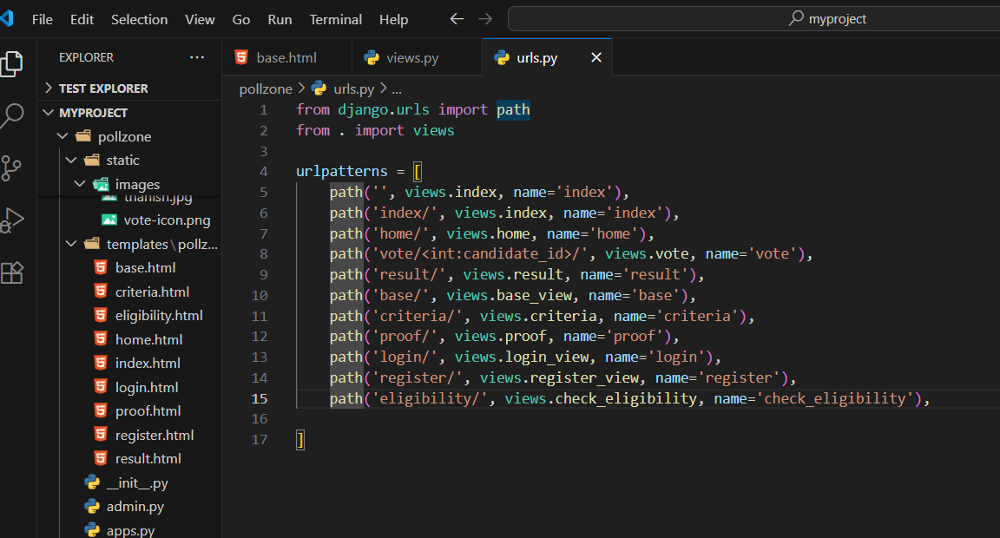 File Edit Selection View Go Run Terminal Help
myproject
EXPLORER ...
TEST EXPLORER
MYPROJECT
pollzone
static
images
thanish.jpg
vote-icon.png
templates\pollz...
base.html
criteria.html
eligibility.html
home.html
index.html
login.html
proof.html
register.html
result.html
__init__.py
admin.py
apps.py
base.html views.py urls.py
pollzone > urls.py > ...
1 from django.urls import path
2 from . import views
3
4 urlpatterns = [
5 path('', views.index, name='index'),
6 path('index/', views.index, name='index'),
7 path('home/', views.home, name='home'),
8 path('vote/<int:candidate_id>/', views.vote, name='vote'),
9 path('result/', views.result, name='result'),
10 path('base/', views.base_view, name='base'),
11 path('criteria/', views.criteria, name='criteria'),
12 path('proof/', views.proof, name='proof'),
13 path('login/', views.login_view, name='login'),
14 path('register/', views.register_view, name='register'),
15 path('eligibility/', views.check_eligibility, name='check_eligibility'),
16
17 ]